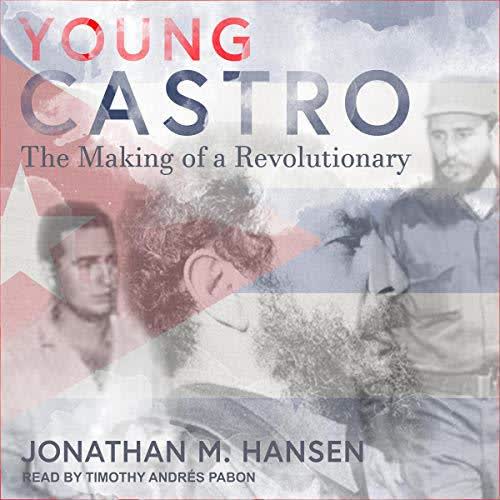 YOUNG
CASTRO
The Making of a Revolutionary
JONATHAN M. HANSEN
READ BY TIMOTHY ANDRÉS PABON